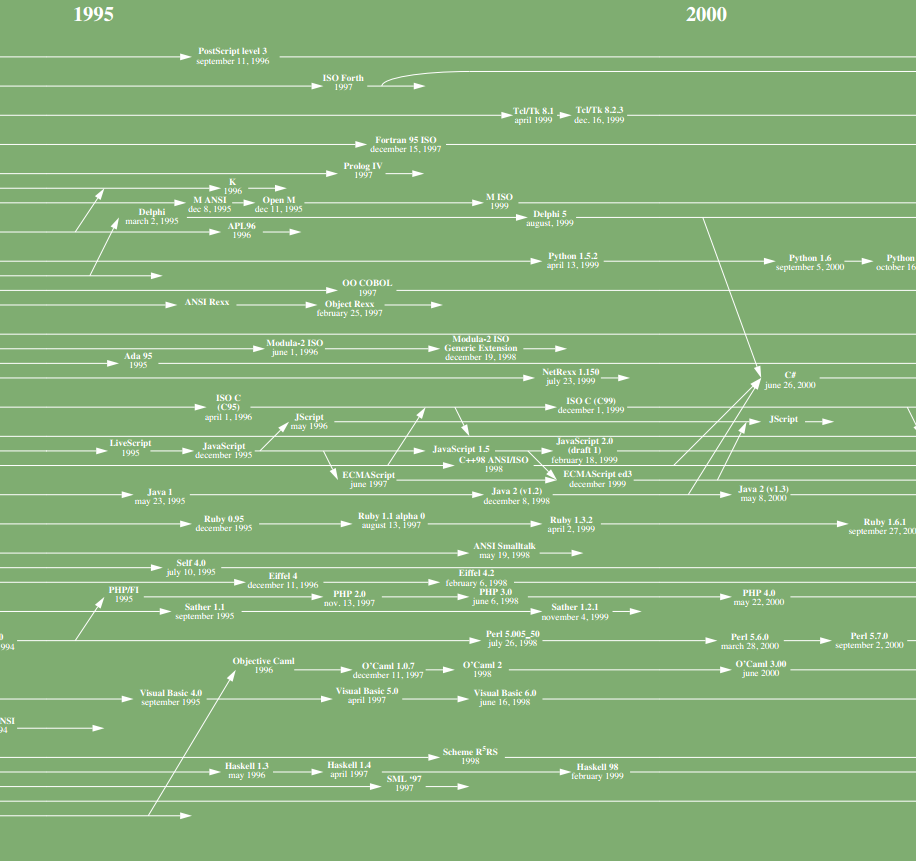 1995
2000
PostScript level 3
september 11, 1996
ISO Forth
1997
Tcl/Tk 8.1
april 1999
Tcl/Tk 8.2.3
dec. 16, 1999
Fortran 95 ISO
december 15, 1997
Prolog IV
1997
K
1996
M ANSI
dec 8, 1995
Open M
dec 11, 1995
M ISO
1999
Delphi
march 2, 1995
Delphi 5
august, 1999
APL96
1996
Python 1.5.2
april 13, 1999
Python 1.6
september 5, 2000
Python
october 16
OO COBOL
1997
ANSI Rexx
Object Rexx
february 25, 1997
Modula-2 ISO
june 1, 1996
Modula-2 ISO
Generic Extension
december 19, 1998
Ada 95
1995
NetRexx 1.150
july 23, 1999
C#
june 26, 2000
ISO C
(C95)
april 1, 1996
ISO C (C99)
december 1, 1999
JScript
may 1996
JScript
LiveScript
1995
JavaScript
december 1995
JavaScript 1.5
JavaScript 2.0
(draft 1)
february 18, 1999
C++98 ANSI/ISO
1998
ECMAScript
june 1997
ECMAScript ed3
december 1999
Java 1
may 23, 1995
Java 2 (v1.2)
december 8, 1998
Java 2 (v1.3)
may 8, 2000
Ruby 0.95
december 1995
Ruby 1.1 alpha 0
august 13, 1997
Ruby 1.3.2
april 2, 1999
Ruby 1.6.1
september 27, 200
ANSI Smalltalk
may 19, 1998
Self 4.0
july 10, 1995
Eiffel 4
december 11, 1996
Eiffel 4.2
february 6, 1998
PHP/FI
1995
PHP 2.0
nov. 13, 1997
PHP 3.0
june 6, 1998
PHP 4.0
may 22, 2000
Sather 1.1
september 1995
Sather 1.2.1
november 4, 1999
0
1994
Perl 5.005_50
july 26, 1998
Perl 5.6.0
march 28, 2000
Perl 5.7.0
september 2, 2000
Objective Caml
1996
O'Caml 1.0.7
december 11, 1997
O'Caml 2
1998
O'Caml 3.00
june 2000
Visual Basic 4.0
september 1995
Visual Basic 5.0
april 1997
Visual Basic 6.0
june 16, 1998
NSI
94
Scheme R⁵RS
1998
Haskell 1.3
may 1996
Haskell 1.4
april 1997
Haskell 98
february 1999
SML '97
1997